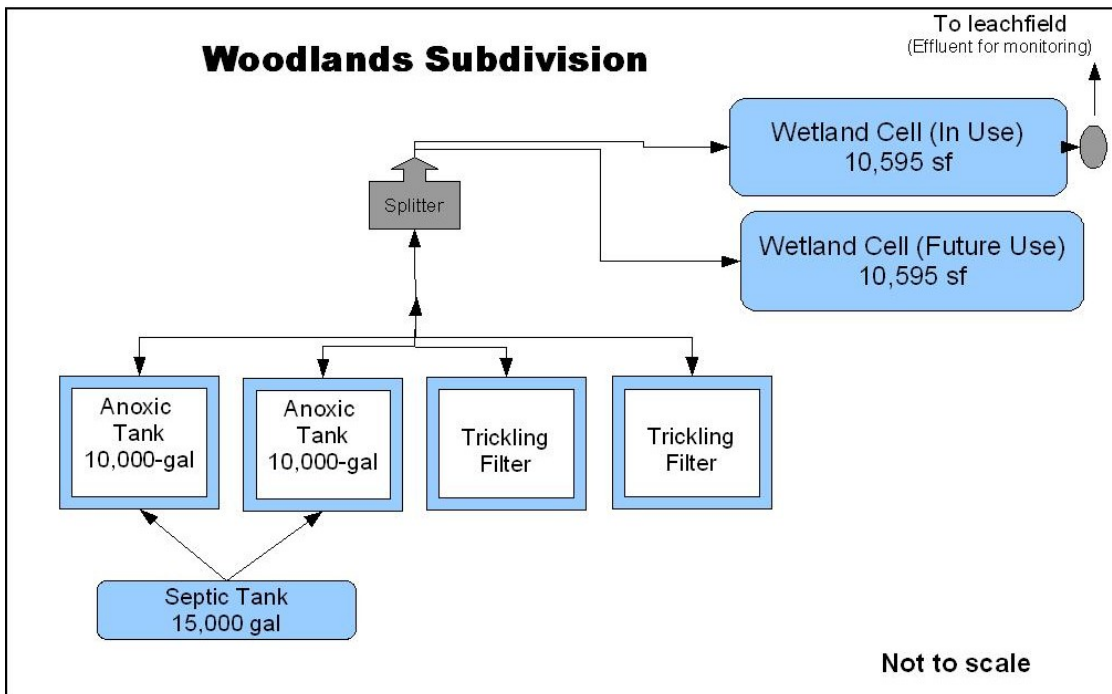 Woodlands Subdivision
To leachfield
(Effluent for monitoring)
Wetland Cell (In Use)
10,595 sf
Splitter
Wetland Cell (Future Use)
10,595 sf
Anoxic
Tank
10,000-gal
Anoxic
Tank
10,000-gal
Trickling
Filter
Trickling
Filter
Septic Tank
15,000 gal
Not to scale